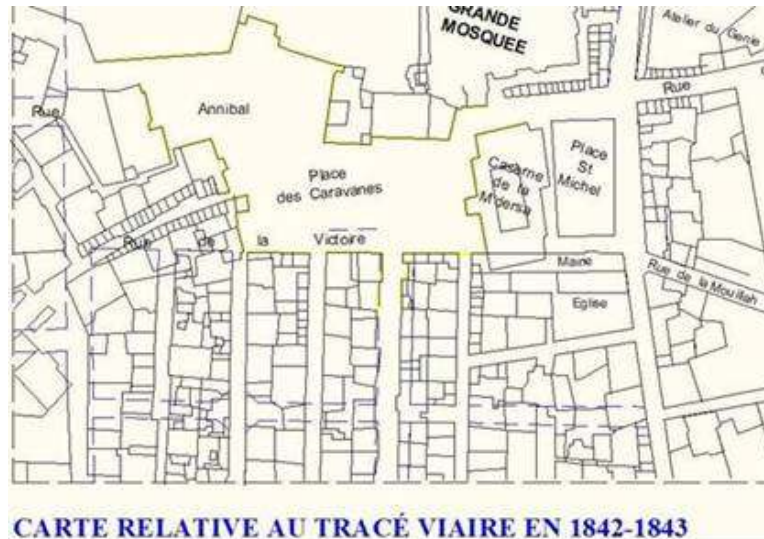 GRANDE
MOSQUEE
Atelier du Genie
Rue
Annibal
Rue
Place
des Caravanes
Caserne
de la
Mdersa
Place
St
Michel
Rue de la Victoire
Mairie
Eglise
Rue de la Mouillah
CARTE RELATIVE AU TRACÉ VIAIRE EN 1842-1843